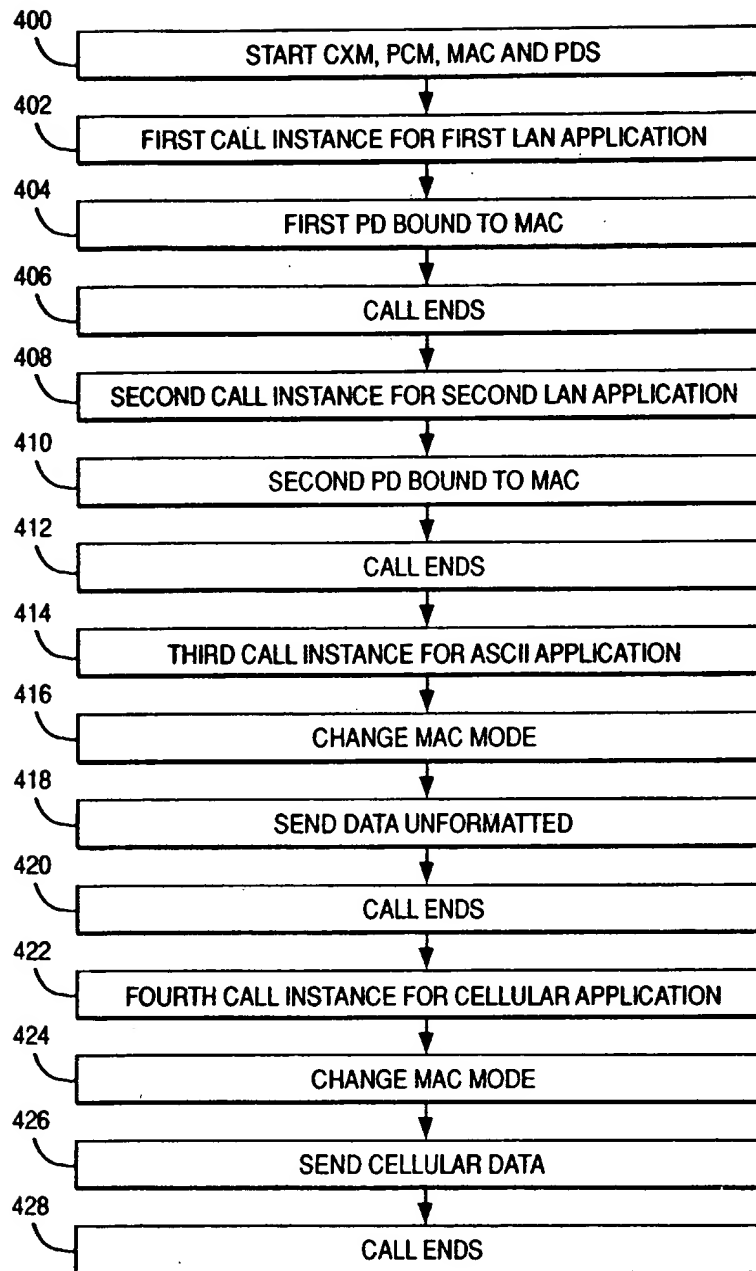 400
START CXM, PCM, MAC AND PDS
402
FIRST CALL INSTANCE FOR FIRST LAN APPLICATION
404
FIRST PD BOUND TO MAC
406
CALL ENDS
408
SECOND CALL INSTANCE FOR SECOND LAN APPLICATION
410
SECOND PD BOUND TO MAC
412
CALL ENDS
414
THIRD CALL INSTANCE FOR ASCII APPLICATION
416
CHANGE MAC MODE
418
SEND DATA UNFORMATTED
420
CALL ENDS
422
FOURTH CALL INSTANCE FOR CELLULAR APPLICATION
424
CHANGE MAC MODE
426
SEND CELLULAR DATA
428
CALL ENDS